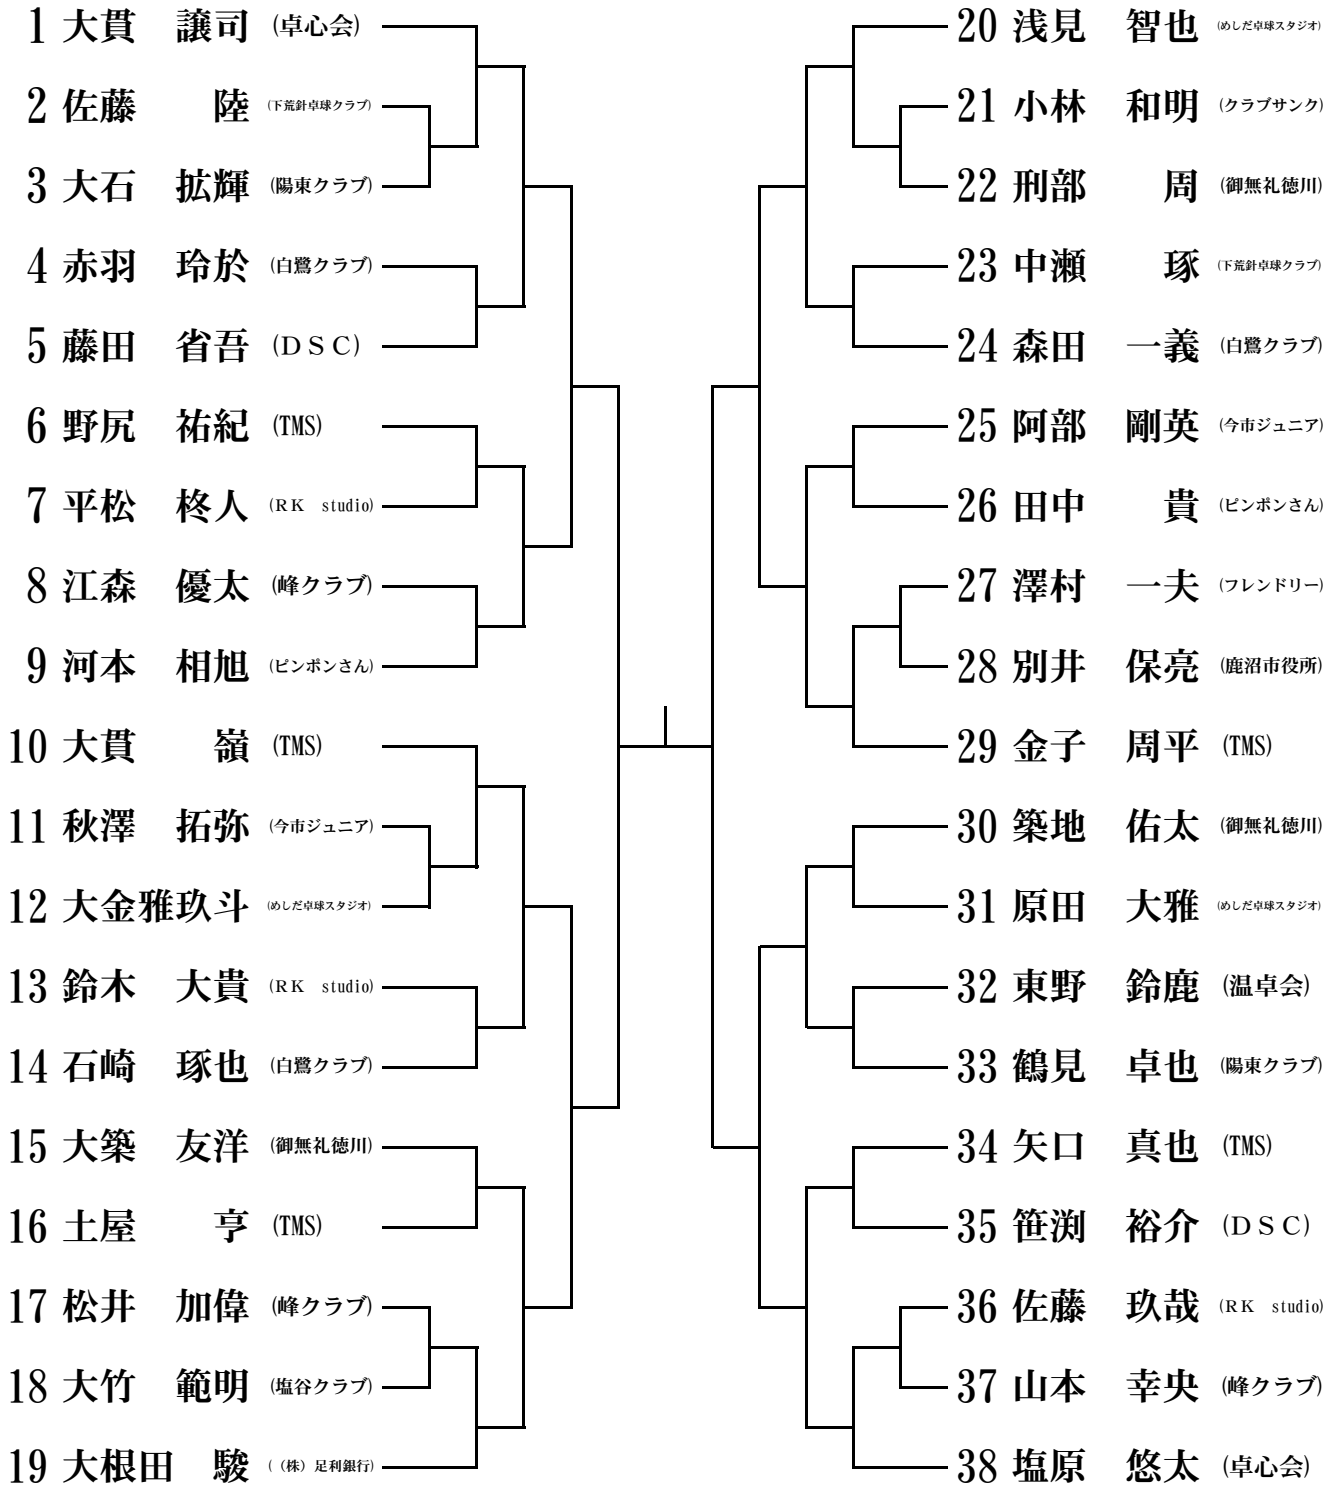 1 大貫　譲司 (卓心会)
2 佐藤　　陸 (下荒針卓球クラブ)
3 大石　拡輝 (陽東クラブ)
4 赤羽　玲於 (白鷺クラブ)
5 藤田　省吾 (ＤＳＣ)
6 野尻　祐紀 (TMS)
7 平松　柊人 (ＲＫ　studio)
8 江森　優太 (峰クラブ)
9 河本　相旭 (ピンポンさん)
10 大貫　　嶺 (TMS)
11 秋澤　拓弥 (今市ジュニア)
12 大金雅玖斗 (めしだ卓球スタジオ)
13 鈴木　大貴 (ＲＫ　studio)
14 石崎　琢也 (白鷺クラブ)
15 大築　友洋 (御無礼徳川)
16 土屋　　亨 (TMS)
17 松井　加偉 (峰クラブ)
18 大竹　範明 (塩谷クラブ)
19 大根田　駿 (（株）足利銀行)
20 浅見　智也 (めしだ卓球スタジオ)
21 小林　和明 (クラブサンク)
22 刑部　　周 (御無礼徳川)
23 中瀬　　琢 (下荒針卓球クラブ)
24 森田　一義 (白鷺クラブ)
25 阿部　剛英 (今市ジュニア)
26 田中　　貴 (ピンポンさん)
27 澤村　一夫 (フレンドリー)
28 別井　保亮 (鹿沼市役所)
29 金子　周平 (TMS)
30 築地　佑太 (御無礼徳川)
31 原田　大雅 (めしだ卓球スタジオ)
32 東野　鈴鹿 (温卓会)
33 鶴見　卓也 (陽東クラブ)
34 矢口　真也 (TMS)
35 笹渕　裕介 (ＤＳＣ)
36 佐藤　玖哉 (ＲＫ　studio)
37 山本　幸央 (峰クラブ)
38 塩原　悠太 (卓心会)